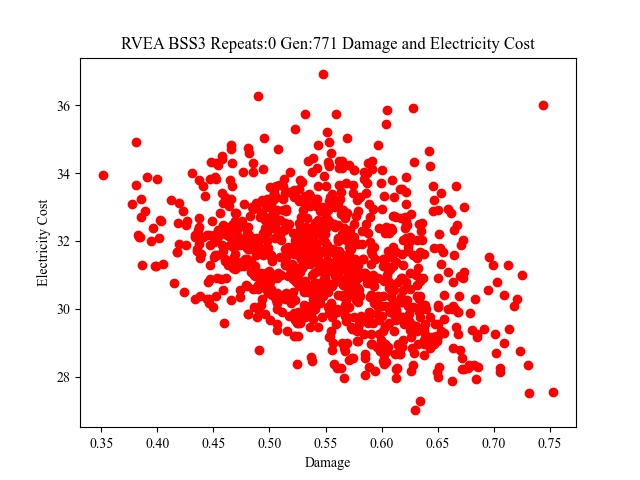 RVEA BSS3 Repeats:0 Gen:771 Damage and Electricity Cost
36
34
32
30
28
Electricity Cost
0.35 0.40 0.45 0.50 0.55 0.60 0.65 0.70 0.75
Damage